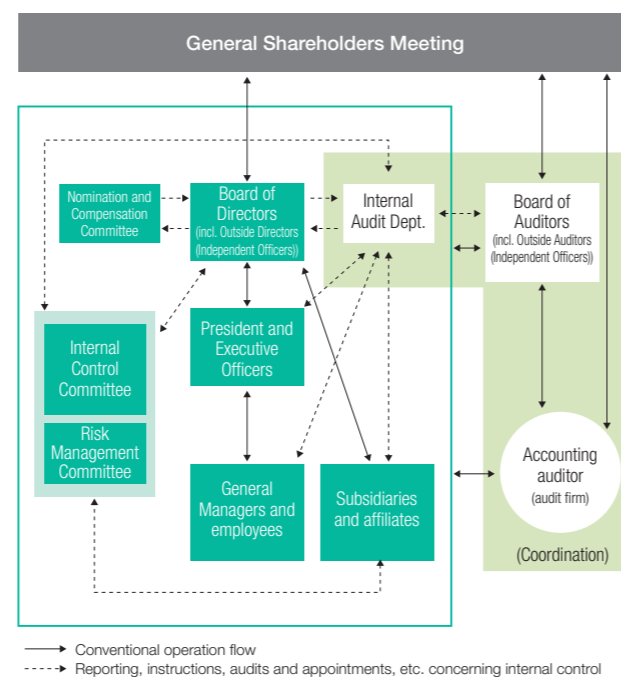 General Shareholders Meeting
Nomination and
Compensation
Committee
Board of
Directors
(incl. Outside Directors
(Independent Officers))
Internal
Audit Dept.
Board of
Auditors
(incl. Outside Auditors
(Independent Officers))
Internal
Control
Committee
President and
Executive
Officers
Risk
Management
Committee
General
Managers and
employees
Subsidiaries
and affiliates
Accounting
auditor
(audit firm)
(Coordination)
Conventional operation flow
Reporting, instructions, audits and appointments, etc. concerning internal control